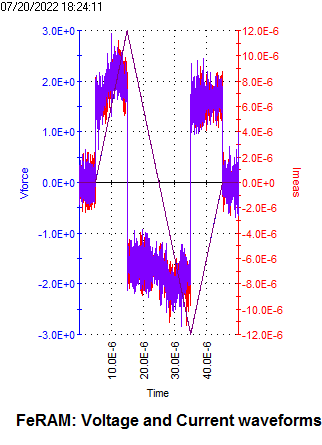 07/20/2022 18:24:11
3.0E+0
2.0E+0
1.0E+0
0.0E+0
-1.0E+0
-2.0E+0
-3.0E+0
Vforce
12.0E-6
10.0E-6
8.0E-6
6.0E-6
4.0E-6
2.0E-6
0.0E+0
-2.0E-6
-4.0E-6
-6.0E-6
-8.0E-6
-10.0E-6
-12.0E-6
Imeas
10.0E-6
20.0E-6
30.0E-6
40.0E-6
Time
FeRAM: Voltage and Current waveforms